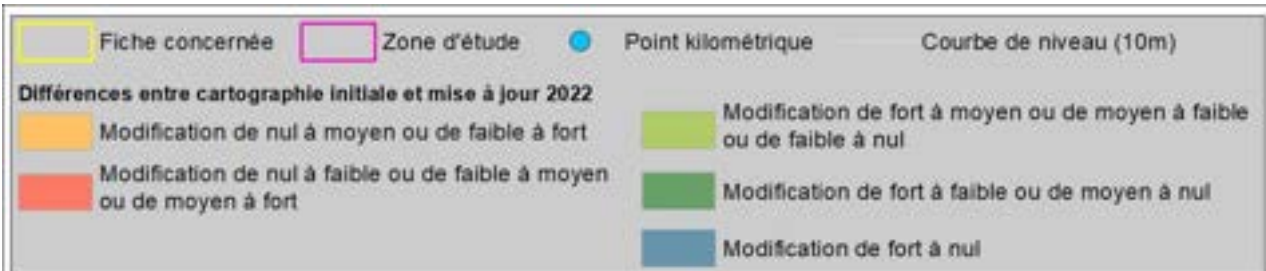 Fiche concernée Zone d'étude Point kilométrique Courbe de niveau (10m)
Différences entre cartographie initiale et mise à jour 2022
Modification de nul à moyen ou de faible à fort
Modification de nul à faible ou de faible à moyen
ou de moyen à fort
Modification de fort à moyen ou de moyen à faible
ou de faible à nul
Modification de fort à faible ou de moyen à nul
Modification de fort à nul